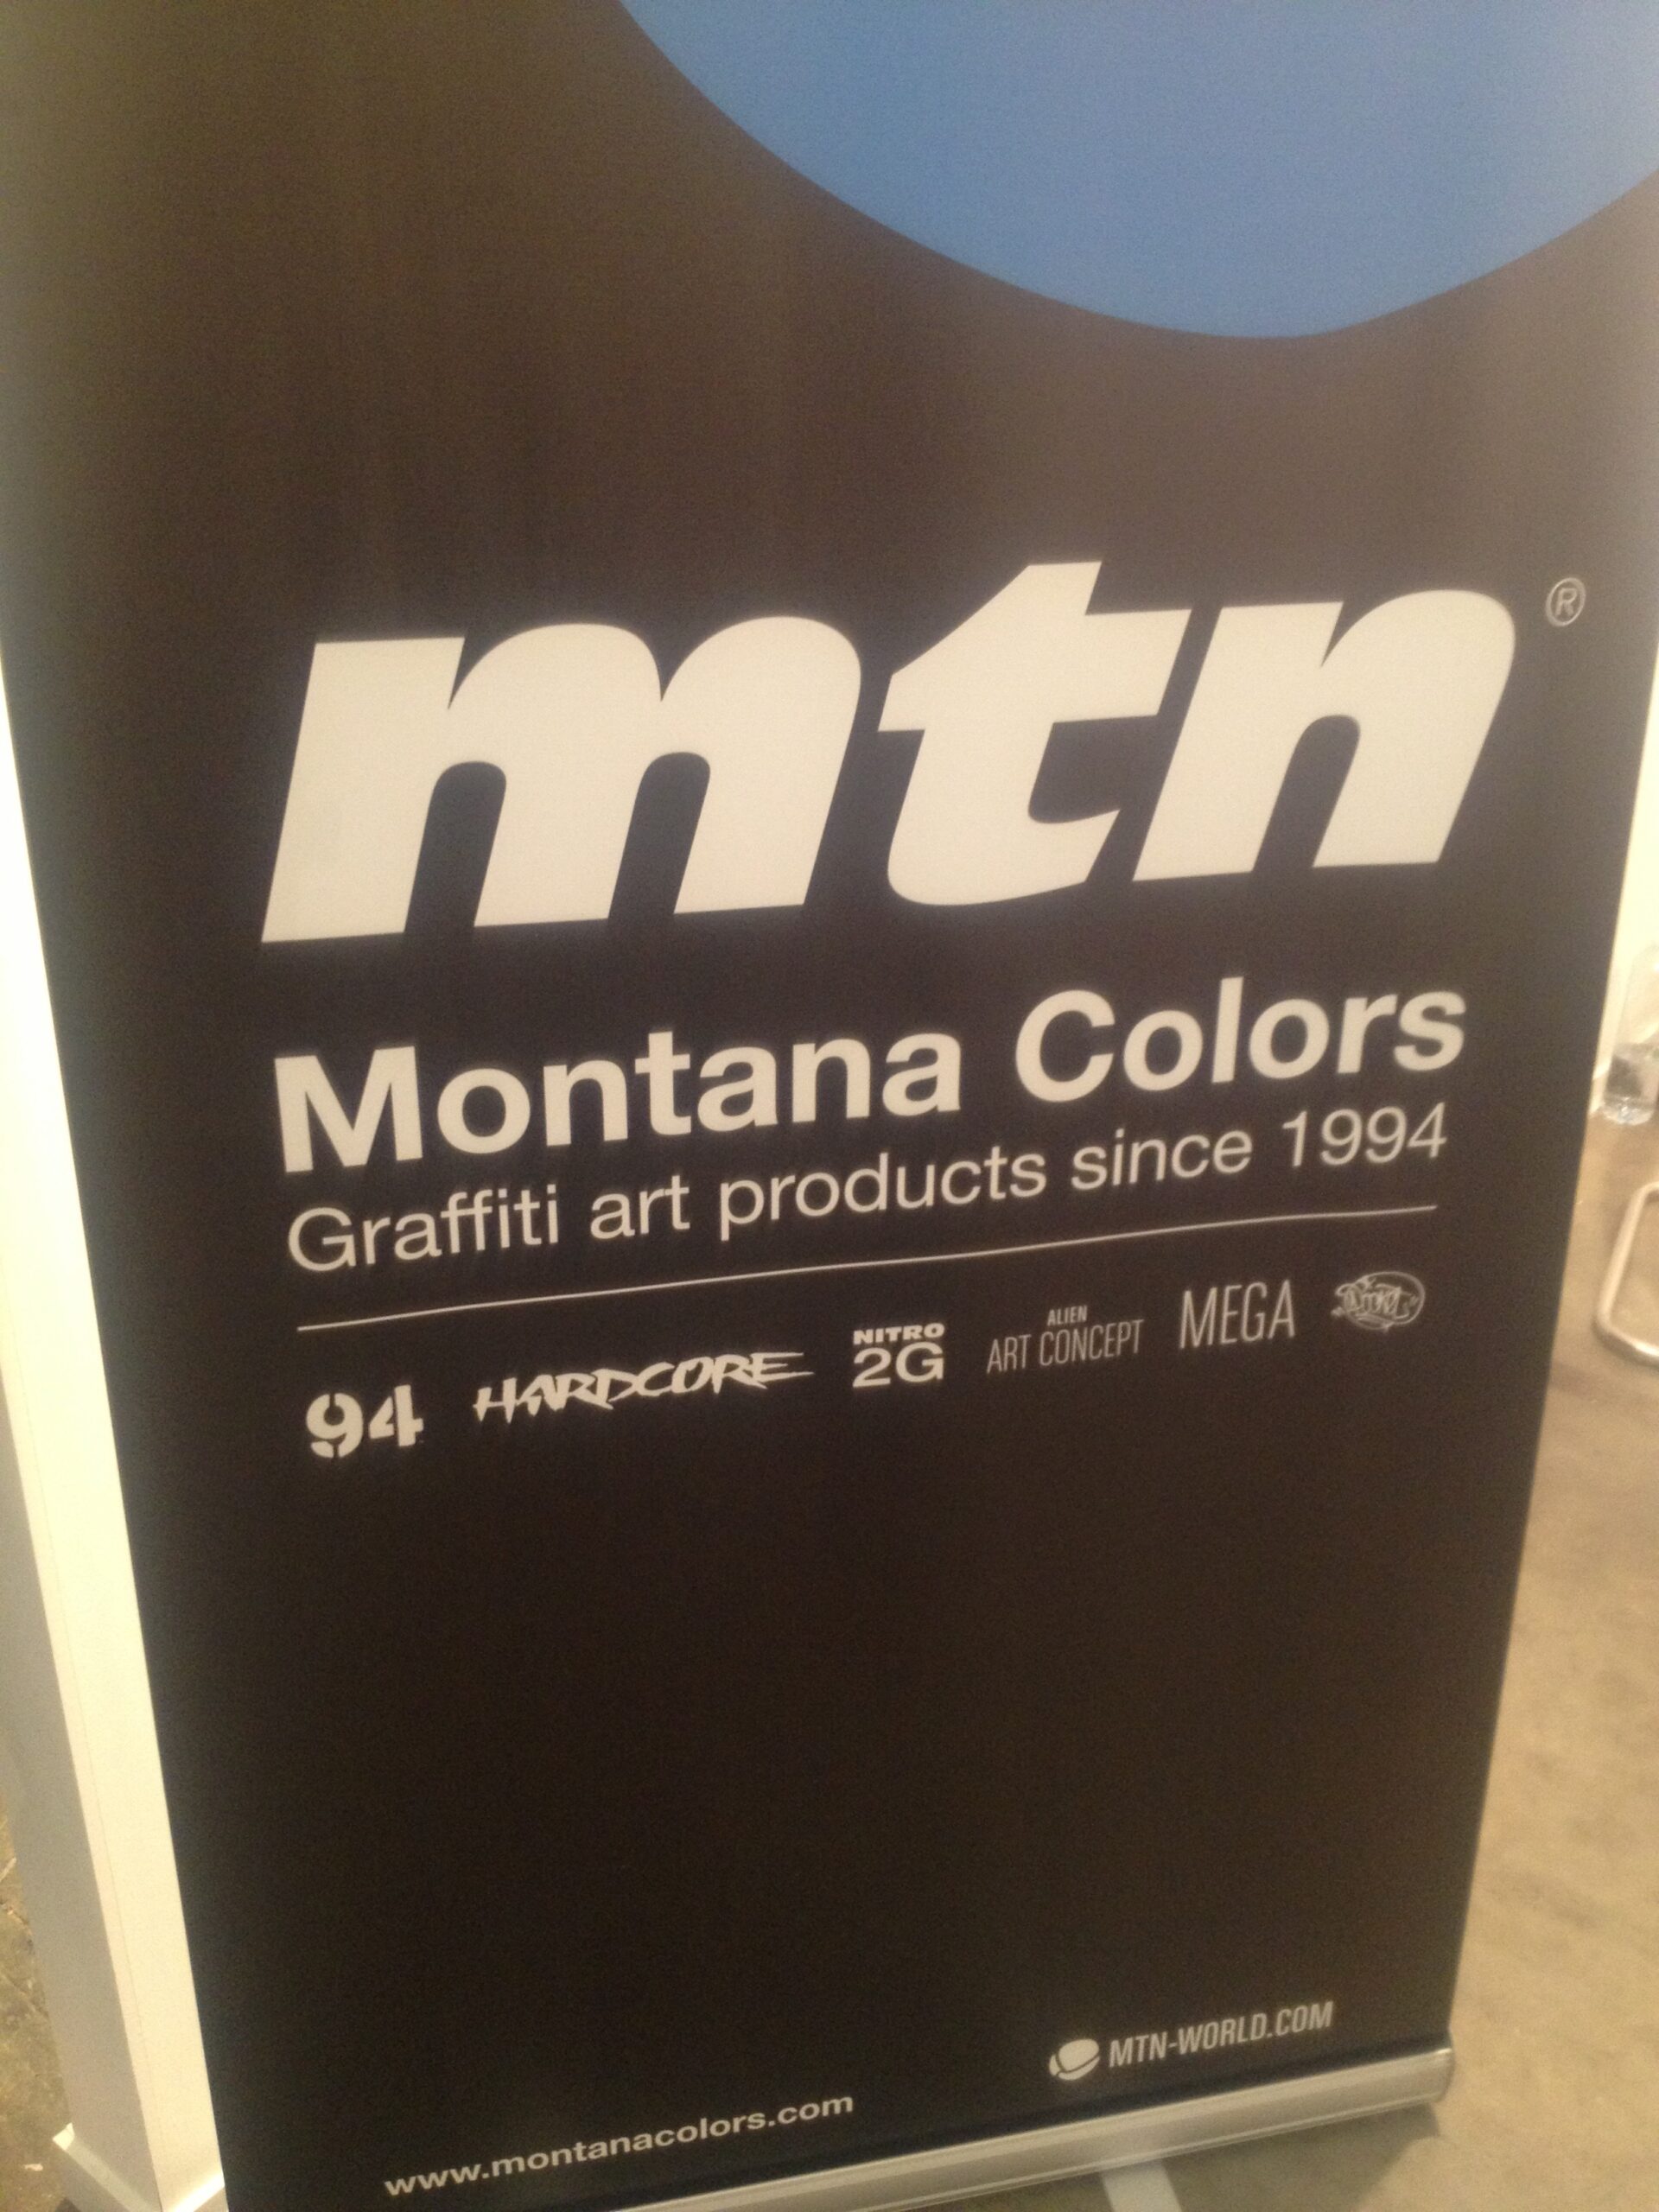 mtn®
Montana Colors
Graffiti art products since 1994
94 HARDCORE NITRO 2G ALIEN ART CONCEPT MEGA
MTN-WORLD.COM
www.montanacolors.com